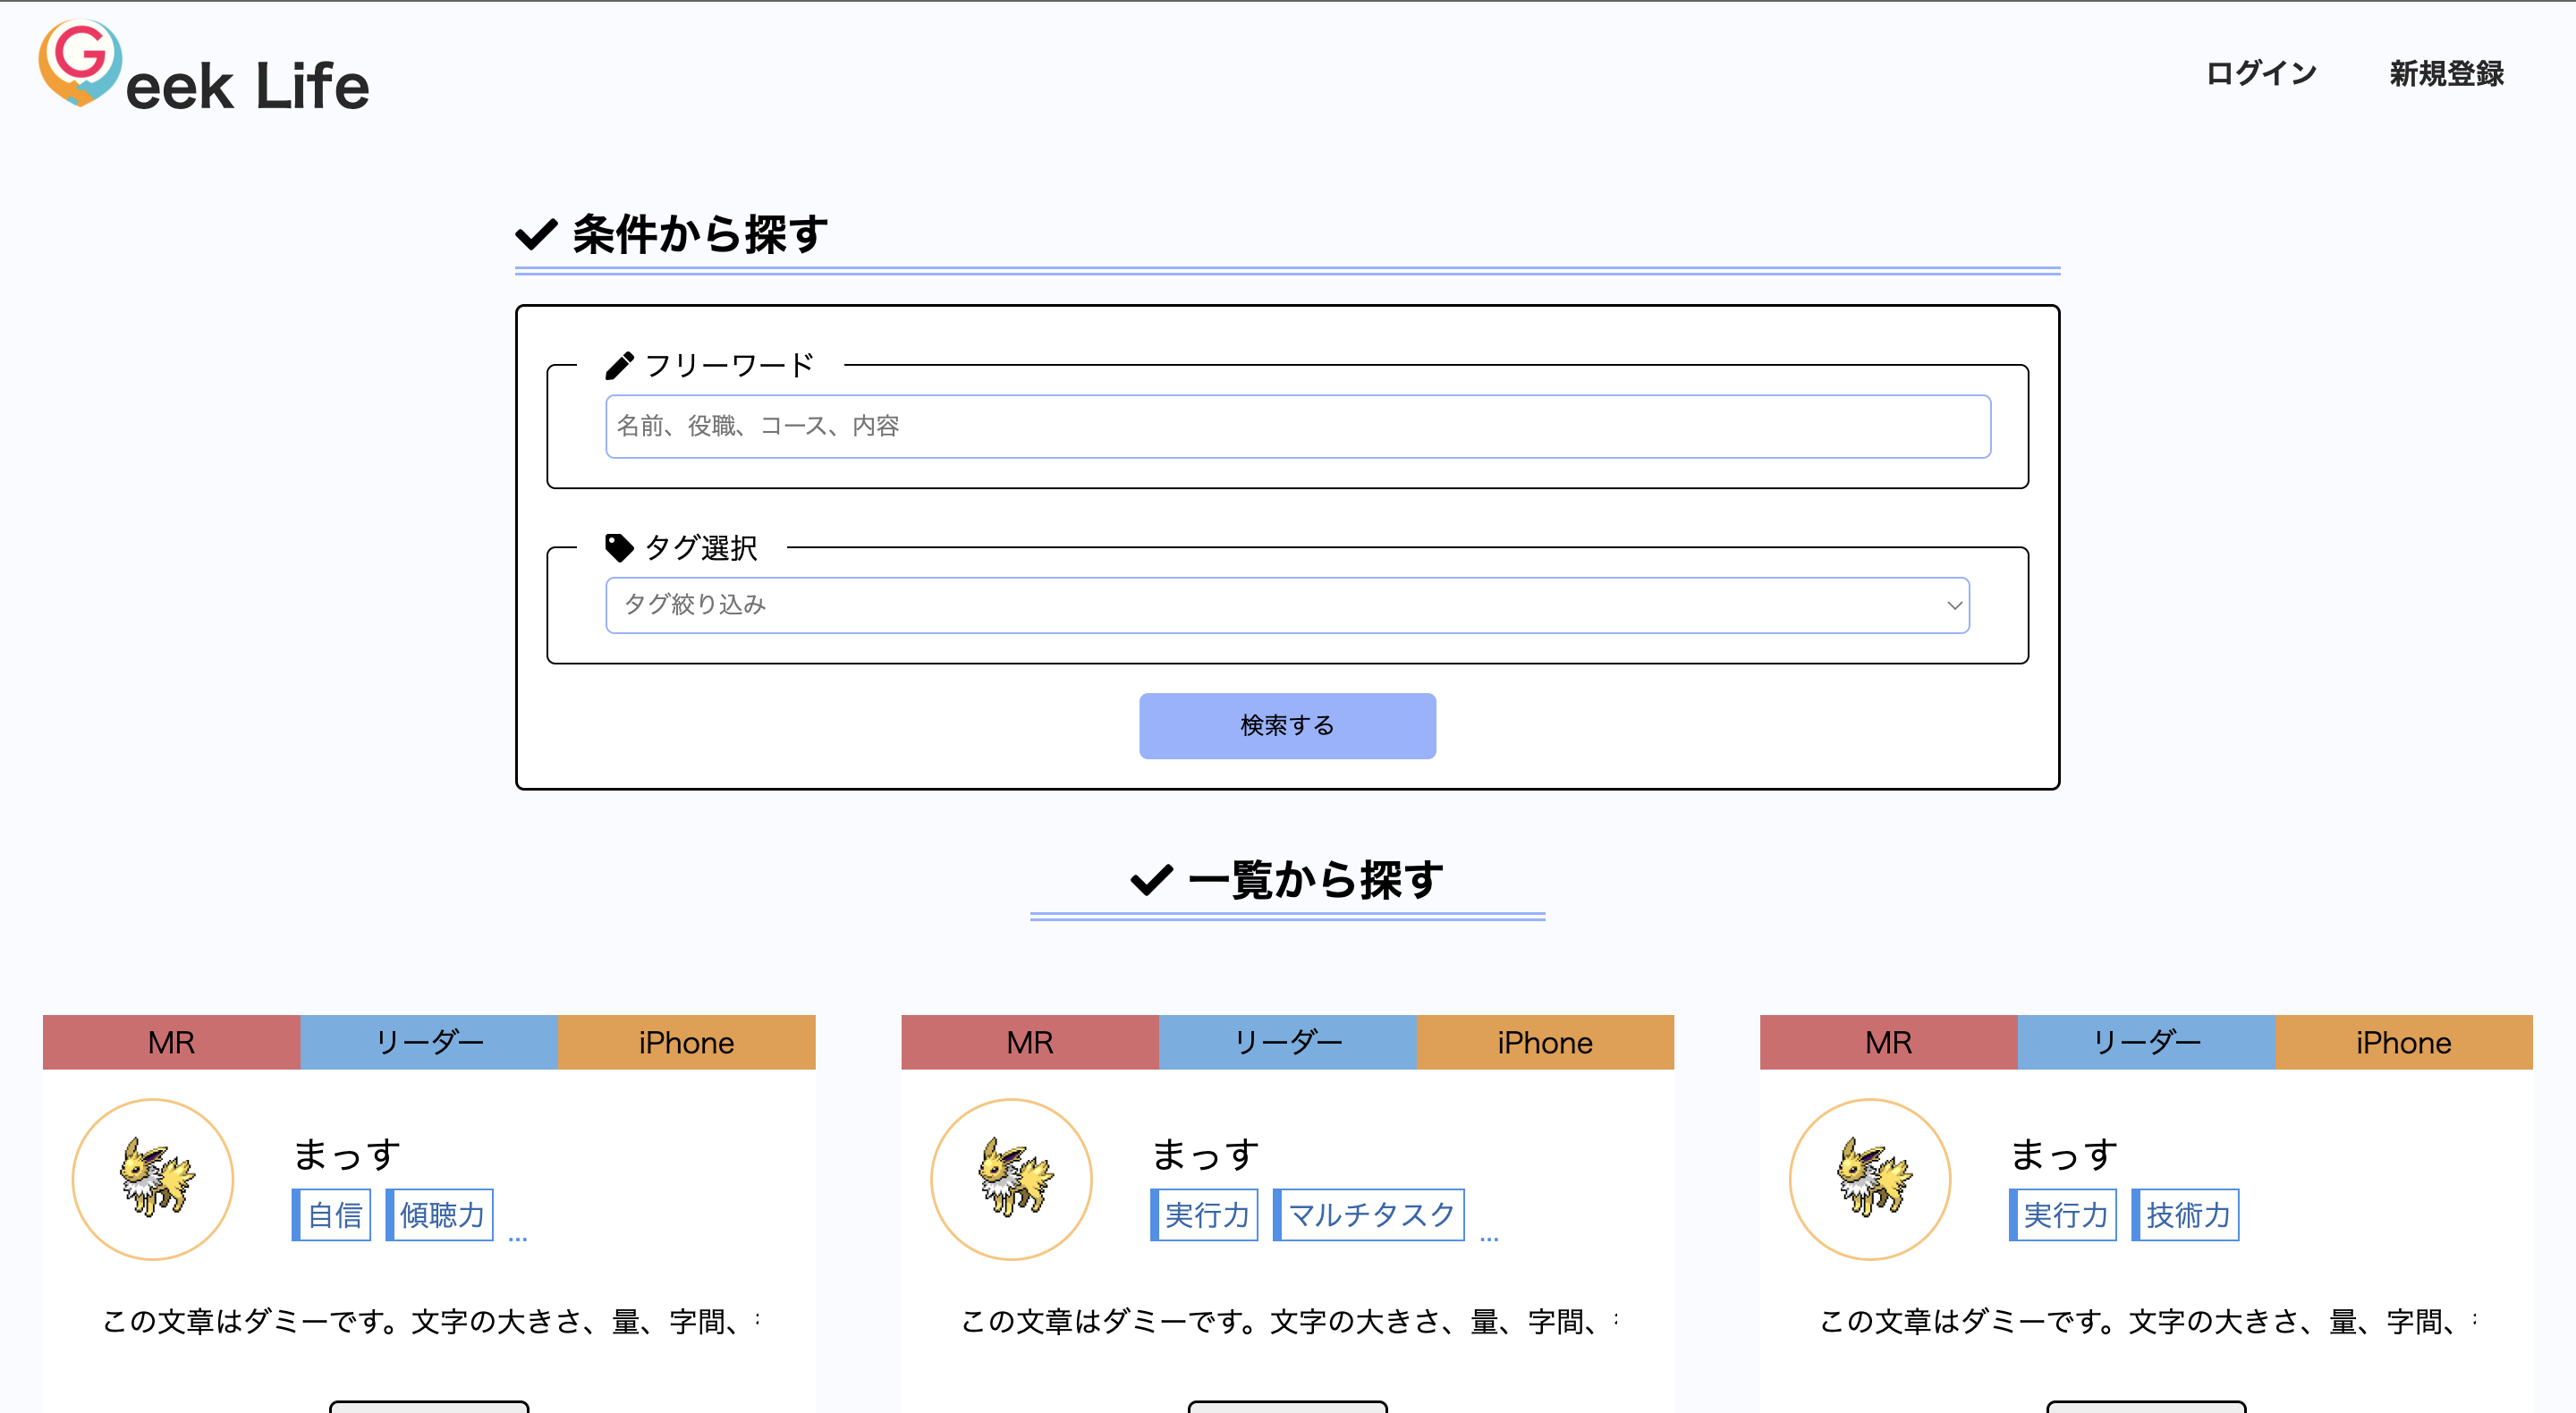 Geek Life
ログイン 新規登録
条件から探す
フリーワード
名前、役職、コース、内容
タグ選択
タグ絞り込み
検索する
一覧から探す
MR リーダー iPhone
まっす
自信 傾聴力 ...
この文章はダミーです。文字の大きさ、量、字間、
MR リーダー iPhone
まっす
実行力 マルチタスク ...
この文章はダミーです。文字の大きさ、量、字間、
MR リーダー iPhone
まっす
実行力 技術力
この文章はダミーです。文字の大きさ、量、字間、